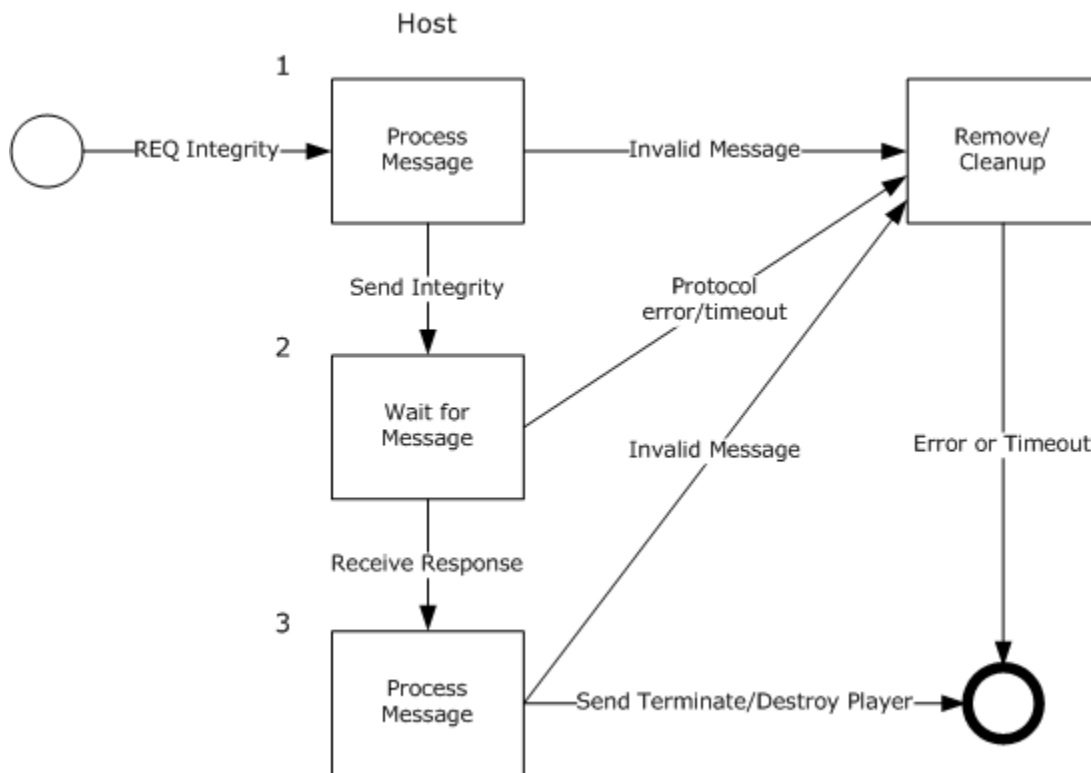 Host
1
Process
Message
REQ Integrity
Invalid Message
Remove/
Cleanup
Send Integrity
Protocol
error/timeout
2
Wait for
Message
Invalid Message
Error or Timeout
Receive Response
3
Process
Message
Send Terminate/Destroy Player